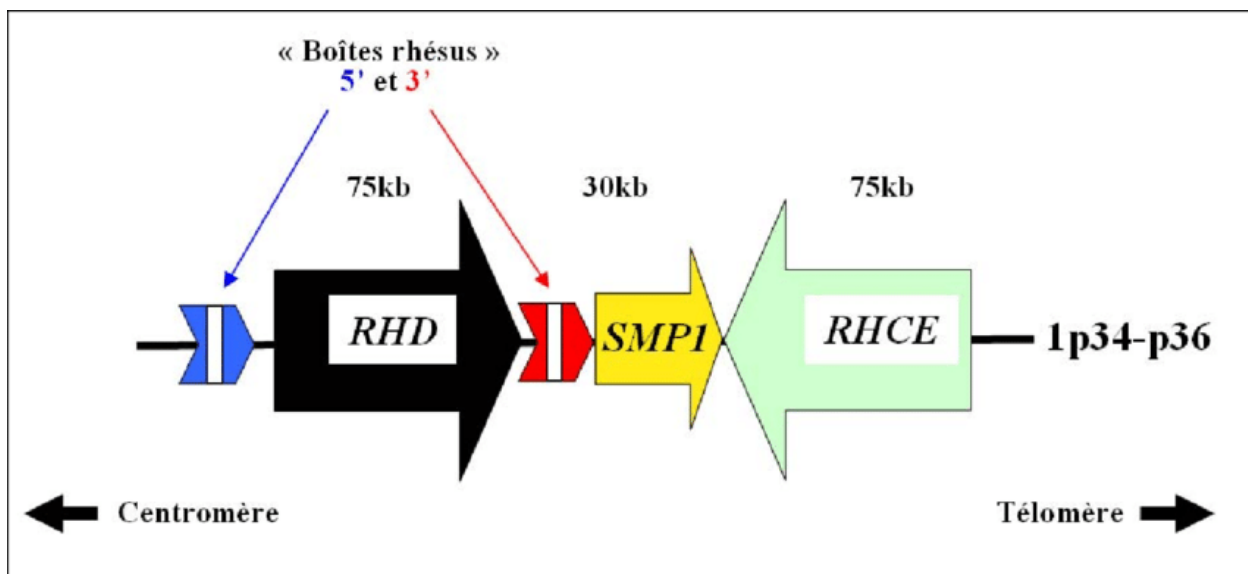 « Boîtes rhésus »
5’ et 3’
75kb
30kb
75kb
RHD
SMP1
RHCE
1p34-p36
Centromère
Télomère